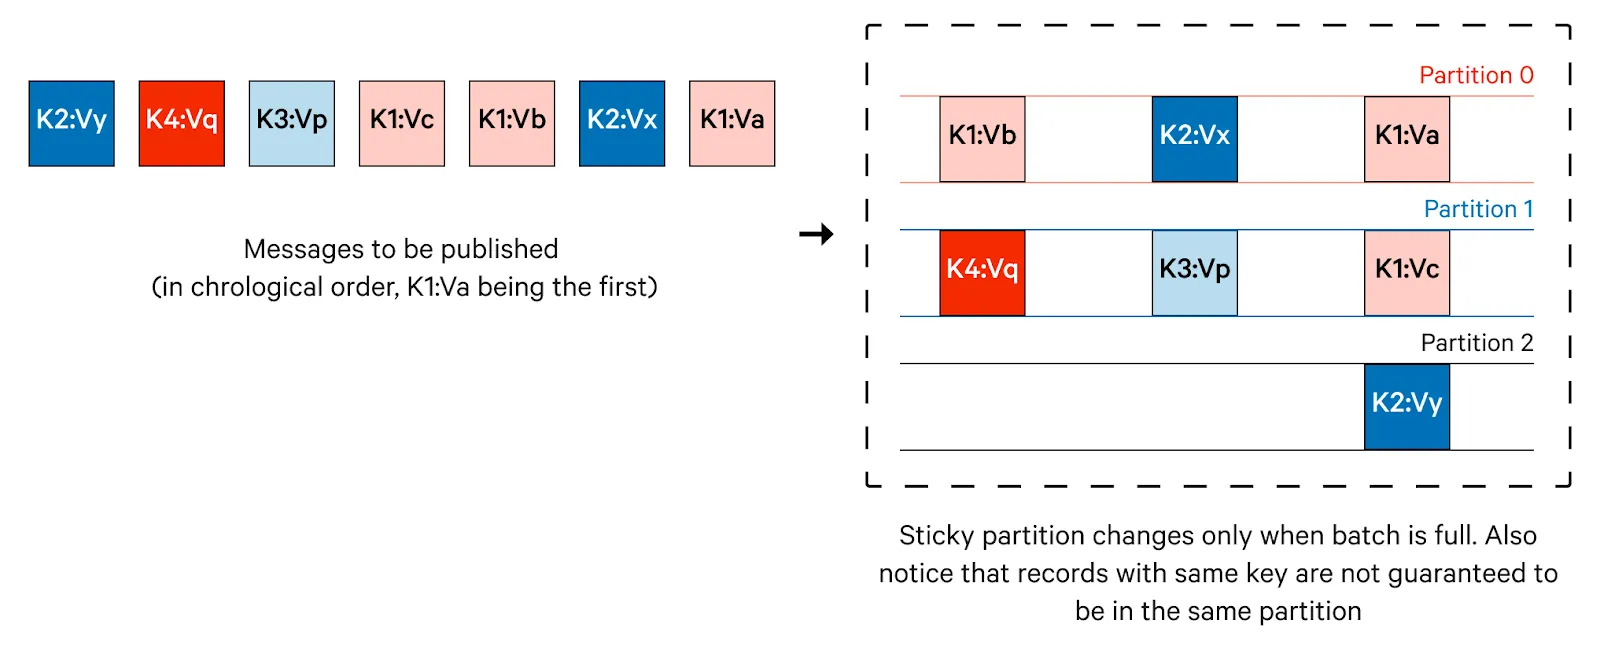 K2:Vy K4:Vq K3:Vp K1:Vc K1:Vb K2:Vx K1:Va
Messages to be published
(in chrological order, K1:Va being the first)
Partition 0
K1:Vb K2:Vx K1:Va
Partition 1
K4:Vq K3:Vp K1:Vc
Partition 2
K2:Vy
Sticky partition changes only when batch is full. Also
notice that records with same key are not guaranteed to
be in the same partition